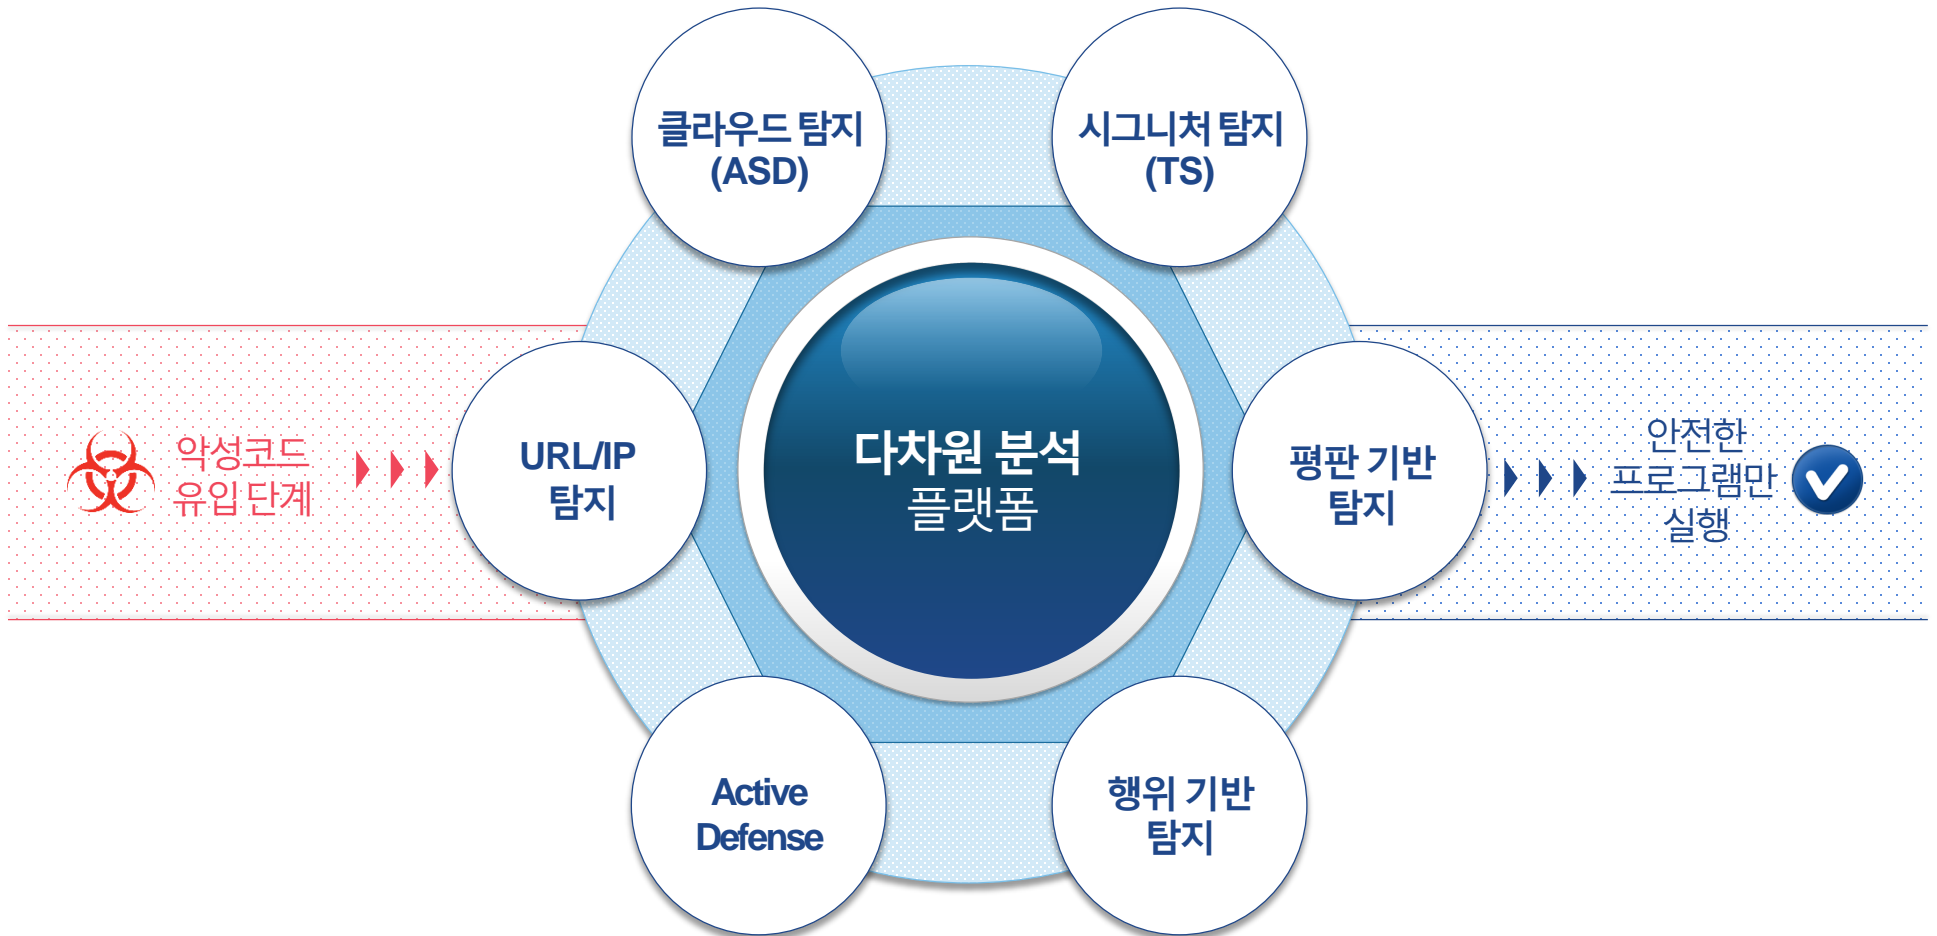 클라우드 탐지
(ASD)
시그니처 탐지
(TS)
악성코드
유입 단계
URL/IP
탐지
다차원 분석
플랫폼
평판 기반
탐지
안전한
프로그램만
실행
Active
Defense
행위 기반
탐지